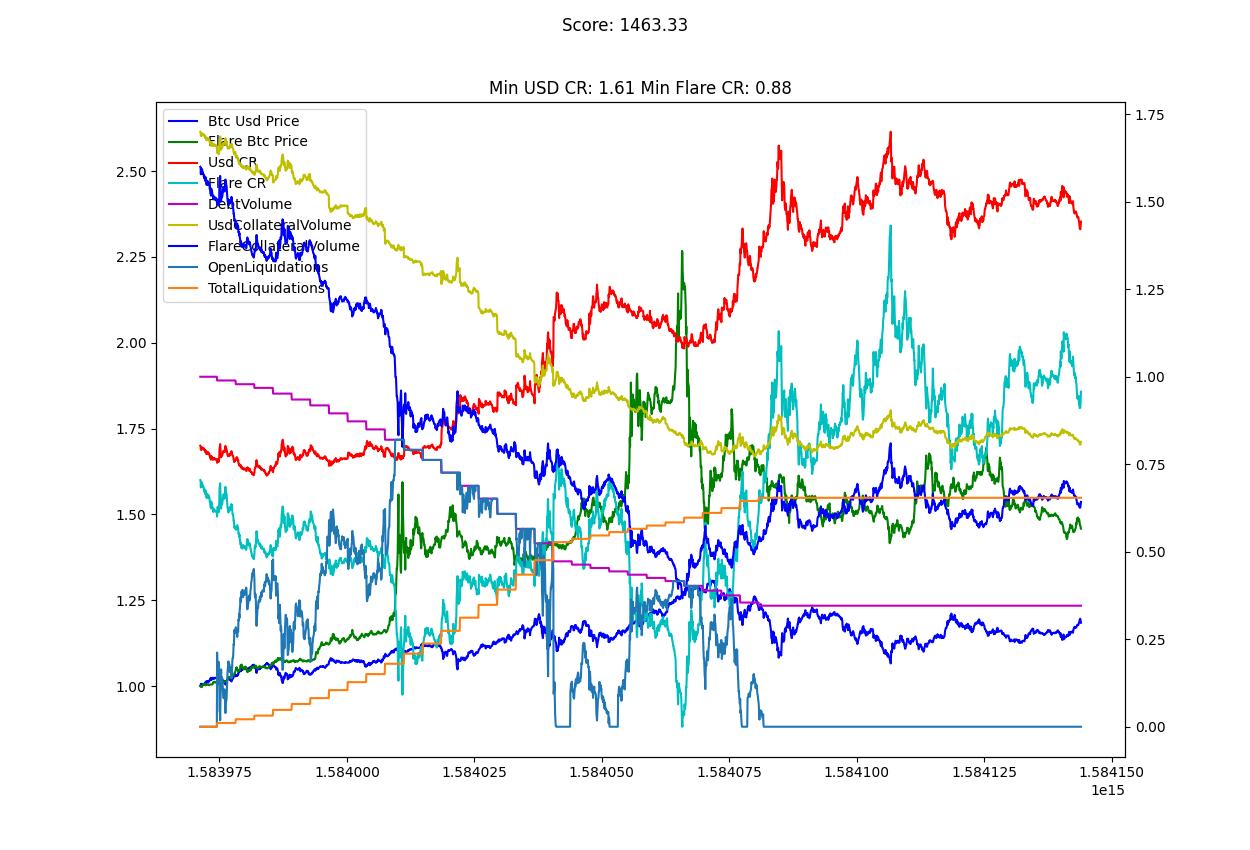 Score: 1463.33
Min USD CR: 1.61 Min Flare CR: 0.88
Btc Usd Price
Flare Btc Price
Usd CR
Flare CR
DebtVolume
UsdCollateralVolume
FlareCollateralVolume
OpenLiquidations
TotalLiquidations
2.50
2.25
2.00
1.75
1.50
1.25
1.00
1.75
1.50
1.25
1.00
0.75
0.50
0.25
0.00
1.583975 1.584000 1.584025 1.584050 1.584075 1.584100 1.584125 1.584150
1e15